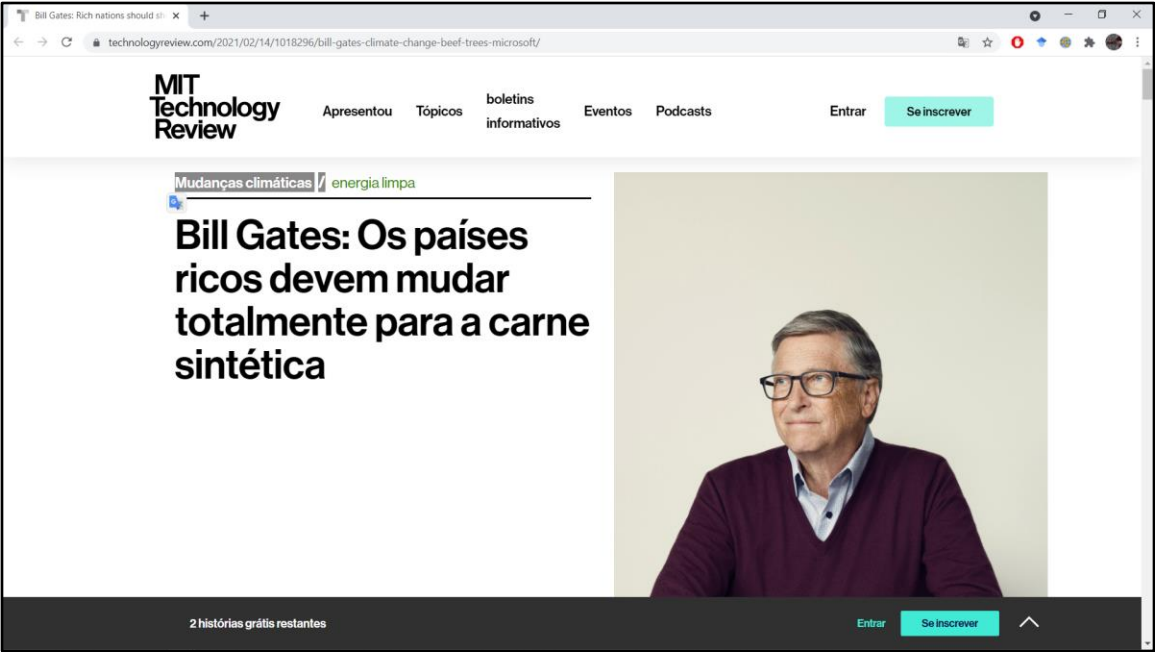 Bill Gates: Rich nations should sh
technologyreview.com/2021/02/14/1018296/bill-gates-climate-change-beef-trees-microsoft/
MIT
Technology
Review
Apresentou
Tópicos
boletins
informativos
Eventos
Podcasts
Entrar
Se inscrever
Mudanças climáticas / energia limpa
Bill Gates: Os países
ricos devem mudar
totalmente para a carne
sintética
2 histórias grátis restantes
Entrar
Se inscrever